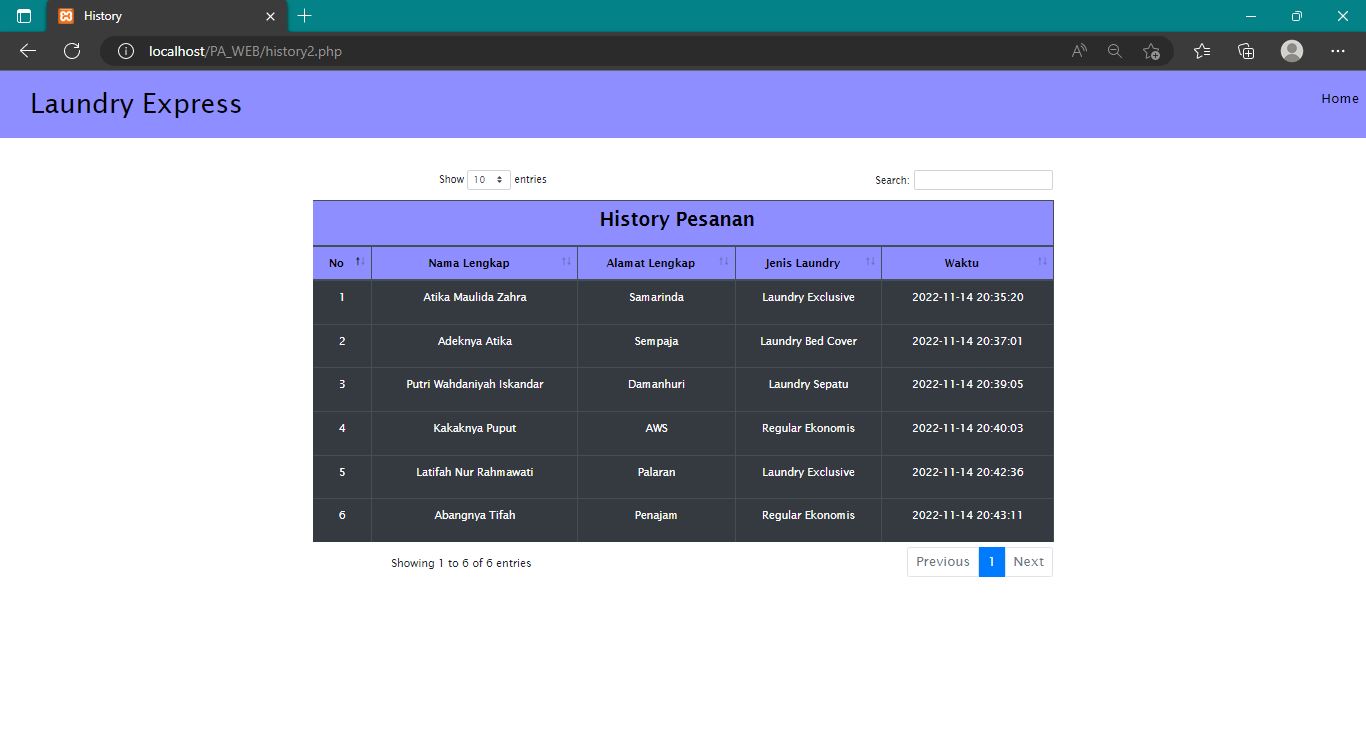 History
localhost/PA_WEB/history2.php
Laundry Express
Home
Show 10 entries
Search:
History Pesanan
No Nama Lengkap Alamat Lengkap Jenis Laundry Waktu
1 Atika Maulida Zahra Samarinda Laundry Exclusive 2022-11-14 20:35:20
2 Adeknya Atika Sempaja Laundry Bed Cover 2022-11-14 20:37:01
3 Putri Wahdaniyah Iskandar Damanhuri Laundry Sepatu 2022-11-14 20:39:05
4 Kakaknya Puput AWS Regular Ekonomis 2022-11-14 20:40:03
5 Latifah Nur Rahmawati Palaran Laundry Exclusive 2022-11-14 20:42:36
6 Abangnya Tifah Penajam Regular Ekonomis 2022-11-14 20:43:11
Showing 1 to 6 of 6 entries
Previous 1 Next